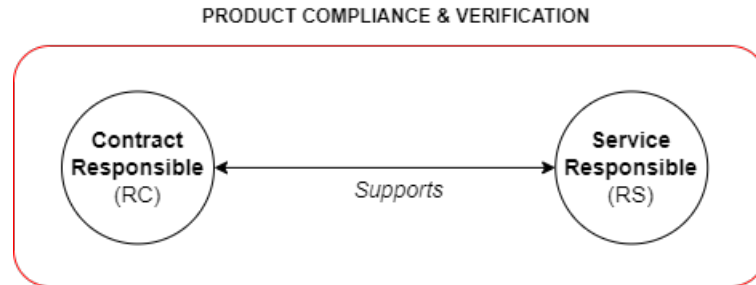 PRODUCT COMPLIANCE & VERIFICATION
Contract
Responsible
(RC)
Supports
Service
Responsible
(RS)